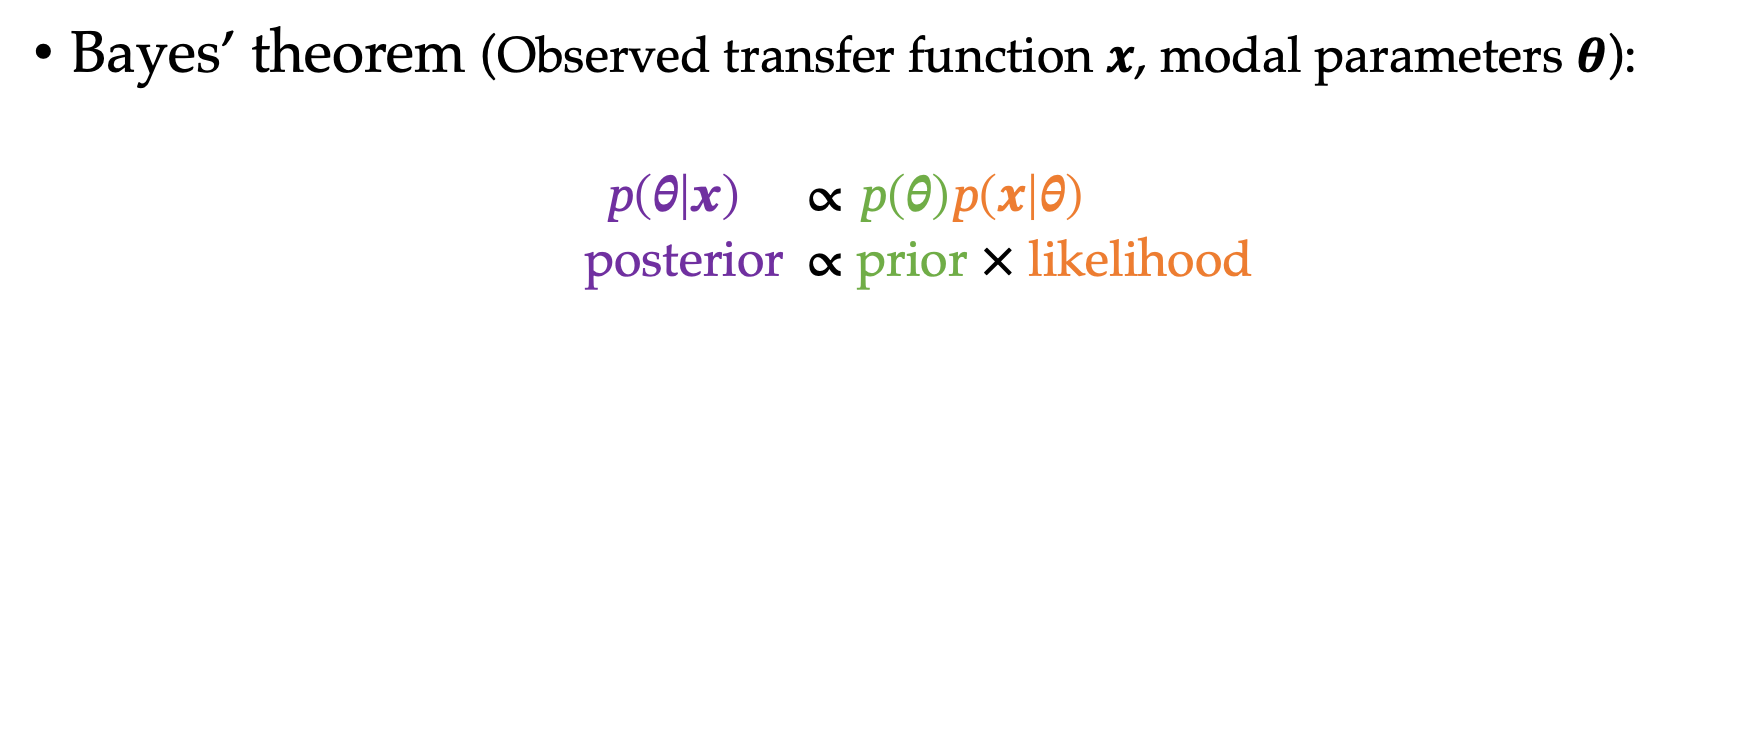 • Bayes’ theorem (Observed transfer function x, modal parameters θ):
p(θ|x) ∝ p(θ)p(x|θ)
posterior ∝ prior × likelihood